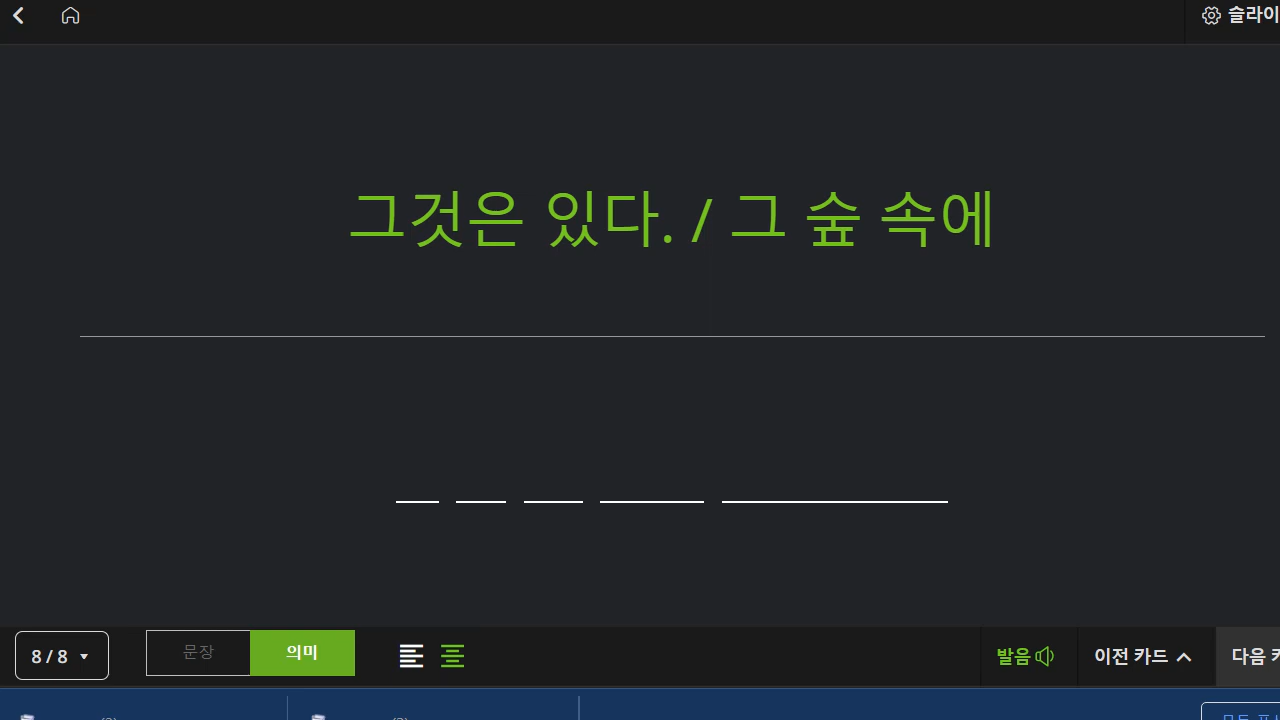 슬라이
그것은 있다. / 그 숲 속에
8 / 8
문장
의미
발음
이전 카드
다음